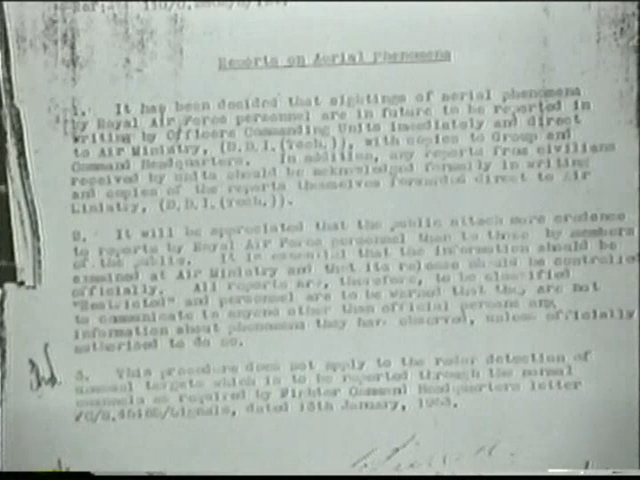 Reports on Aerial Phenomena
1. It has been decided that sightings of aerial phenomena
by Royal Air Force personnel are in future to be reported in
writing by Officers Commanding Units immediately and direct
to Air Ministry, (D.D.I.(Tech.)), with copies to Group and
Command Headquarters. In addition, any reports from civilians
received by units should be acknowledged formally in writing
and copies of the reports themselves forwarded direct to Air
Ministry, (D.D.I.(Tech.)).
2. It will be appreciated that the public attach more credence
to reports by Royal Air Force personnel than to those by members
of the public. It is essential that the information should be
examined at Air Ministry and that its release should be controlled
officially. All reports are, therefore, to be classified
"Restricted" and personnel are to be warned that they are not
to communicate to anyone other than official persons any
information about phenomena they have observed, unless officially
authorised to do so.
3. This procedure does not apply to the radar detection of
unusual targets which is to be reported through the normal
channels as required by Fighter Command Headquarters letter
dated 15th January, 1953.